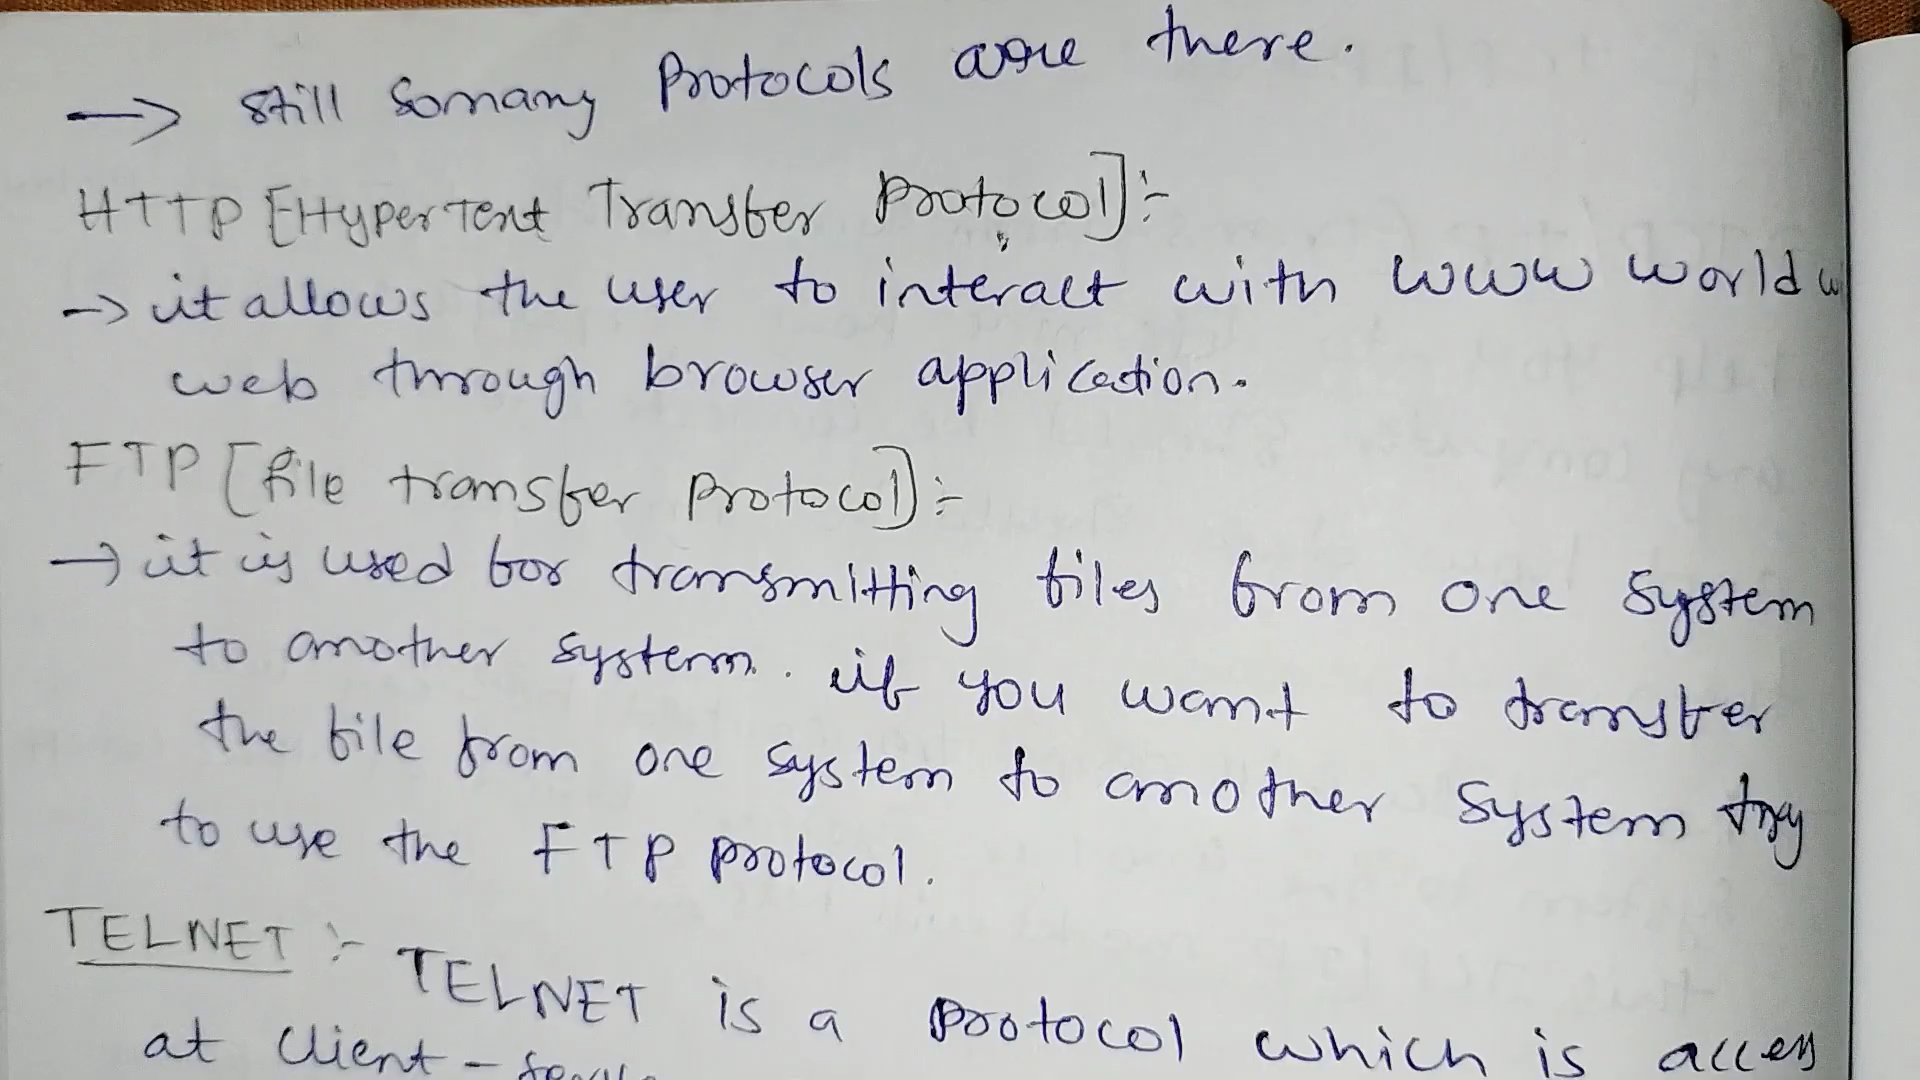 → still somany Protocols are there.
HTTP [HyperText Transfer Protocol]:-
→ it allows the user to interact with www world
web through browser application.
FTP [file transfer Protocol]:-
→ it is used for transmitting files from one system
to another system. if you want to transfer
the file from one system to another system try
to use the FTP protocol.
TELNET :- TELNET is a protocol which is access
at client -